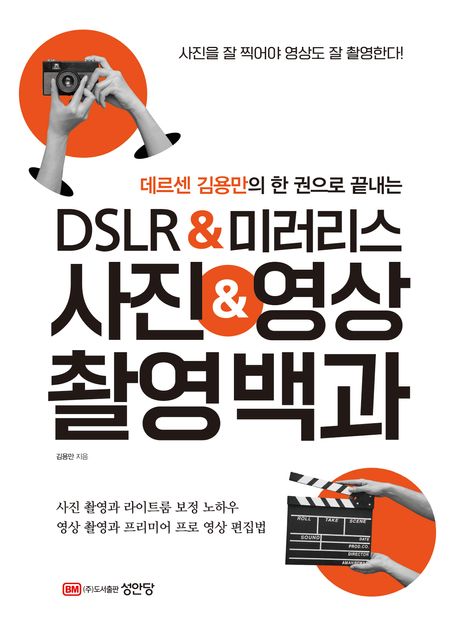 사진을 잘 찍어야 영상도 잘 촬영한다!
데르센 김용만의 한 권으로 끝내는
DSLR & 미러리스
사진 & 영상
촬영 백과
김용만 지음
사진 촬영과 라이트룸 보정 노하우
영상 촬영과 프리미어 프로 영상 편집법
ROLL TAKE SCENE
SOUND
DATE
PROD.CO.
DIRECTOR
BM (주)도서출판 성안당